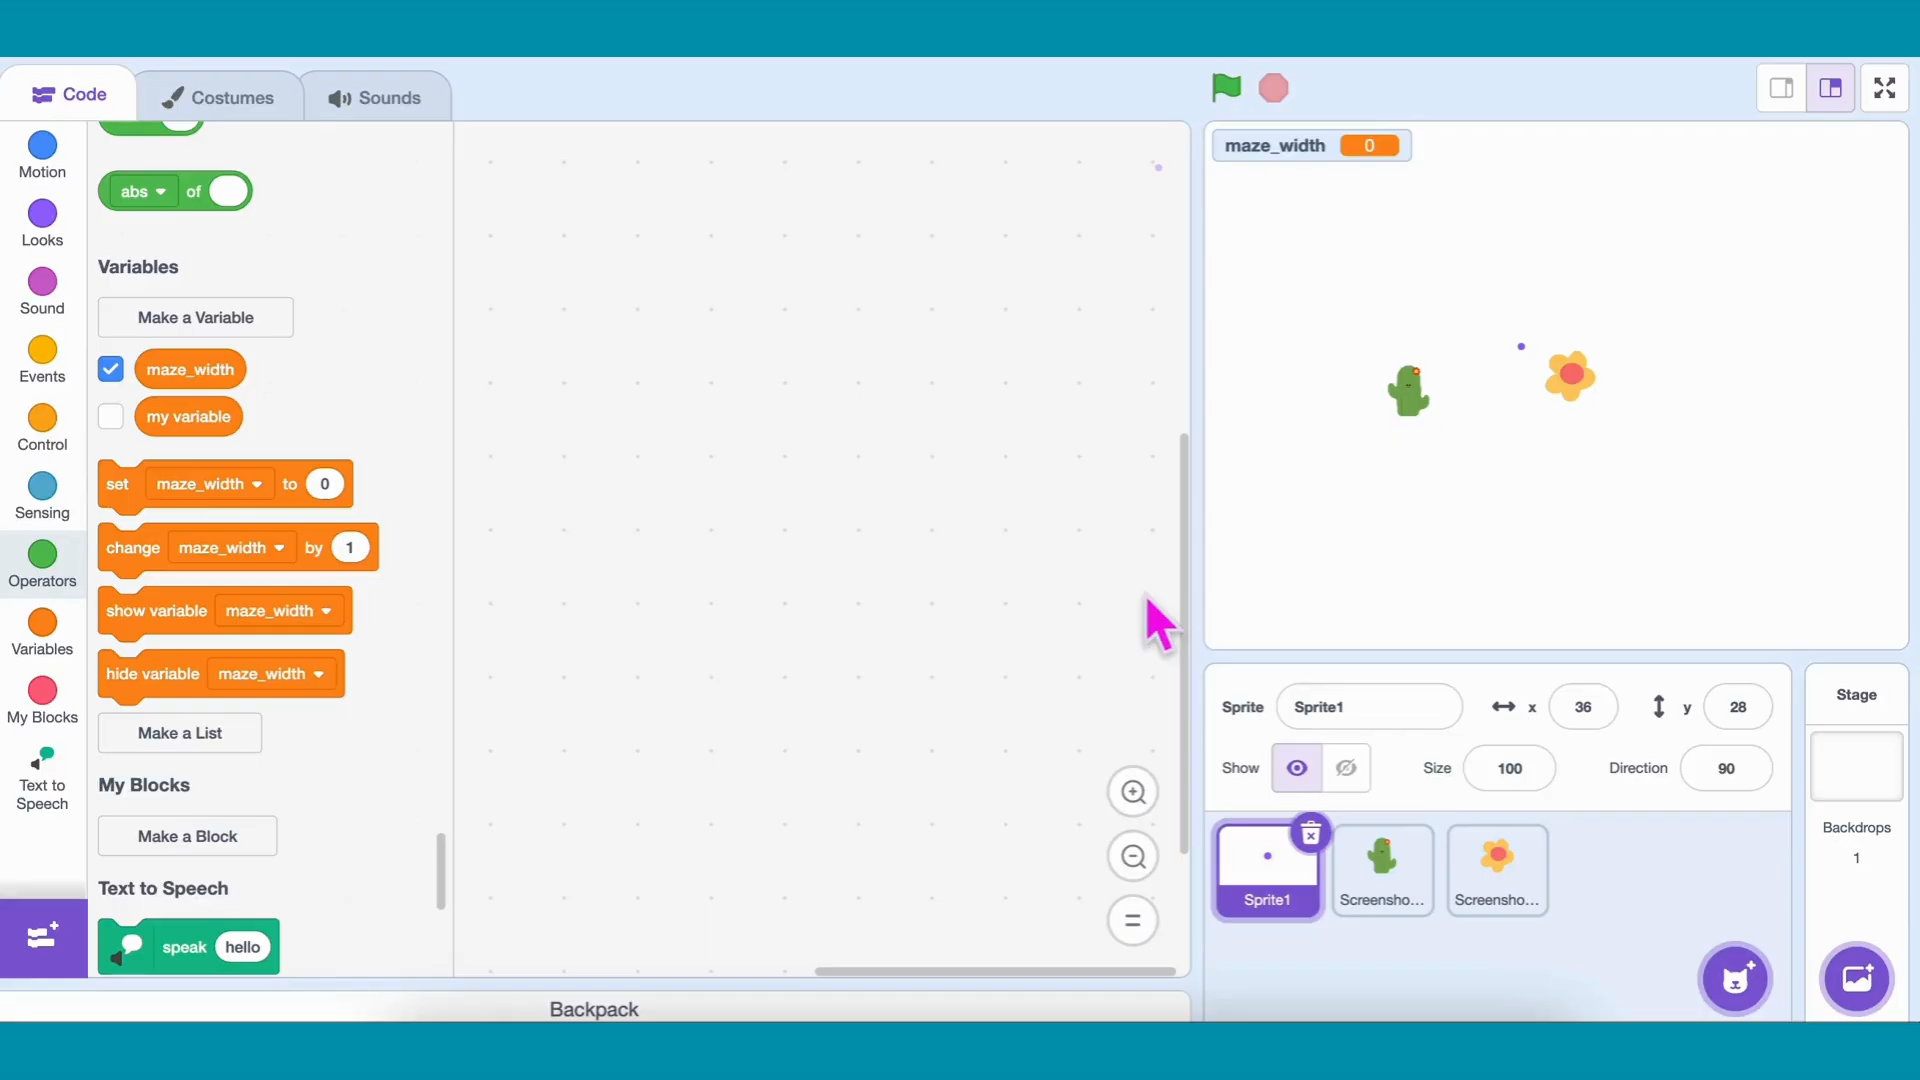 Code
Costumes
Sounds
Motion
Looks
Sound
Events
Control
Sensing
Operators
Variables
My Blocks
Text to
Speech
abs of
Variables
Make a Variable
maze_width
my variable
set maze_width to 0
change maze_width by 1
show variable maze_width
hide variable maze_width
Make a List
My Blocks
Make a Block
Text to Speech
speak hello
Backpack
maze_width 0
Sprite Sprite1 x 36 y 28
Show Size 100 Direction 90
Sprite1
Screensho...
Screensho...
Stage
Backdrops
1